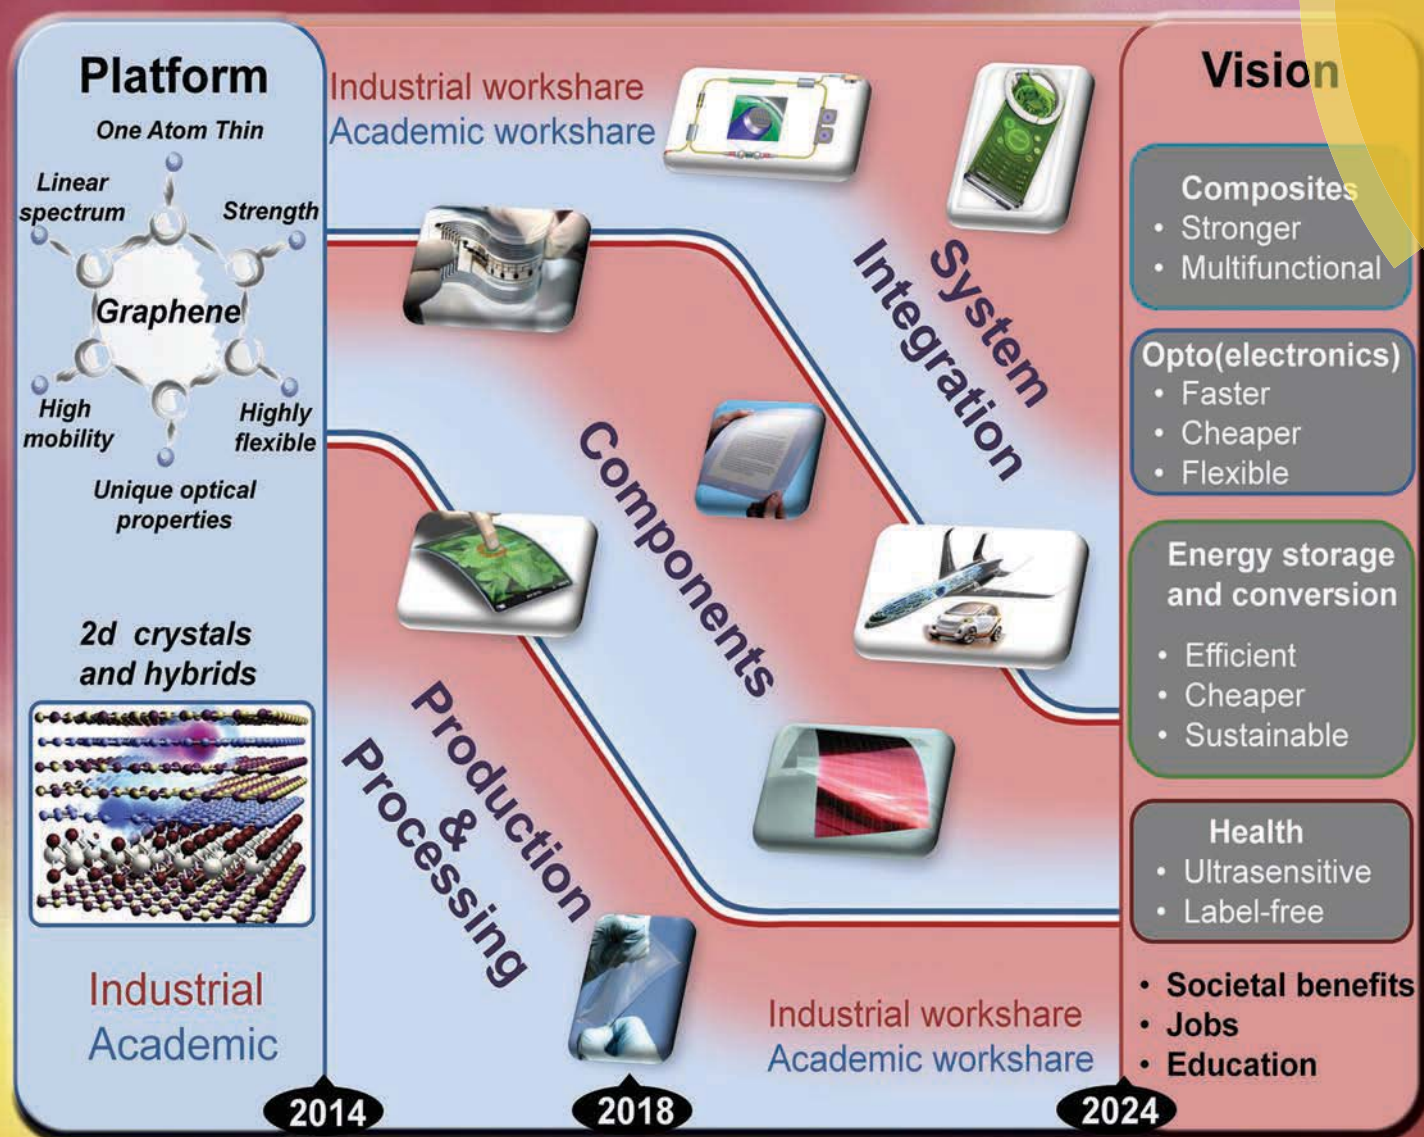 Platform
One Atom Thin
Linear
spectrum
Strength
Graphene
High
mobility
Highly
flexible
Unique optical
properties
2d crystals
and hybrids
Industrial
Academic
Industrial workshare
Academic workshare
System
Integration
Components
Production
&
Processing
Industrial workshare
Academic workshare
2014
2018
2024
Vision
Composites
• Stronger
• Multifunctional
Opto(electronics)
• Faster
• Cheaper
• Flexible
Energy storage
and conversion
• Efficient
• Cheaper
• Sustainable
Health
• Ultrasensitive
• Label-free
• Societal benefits
• Jobs
• Education